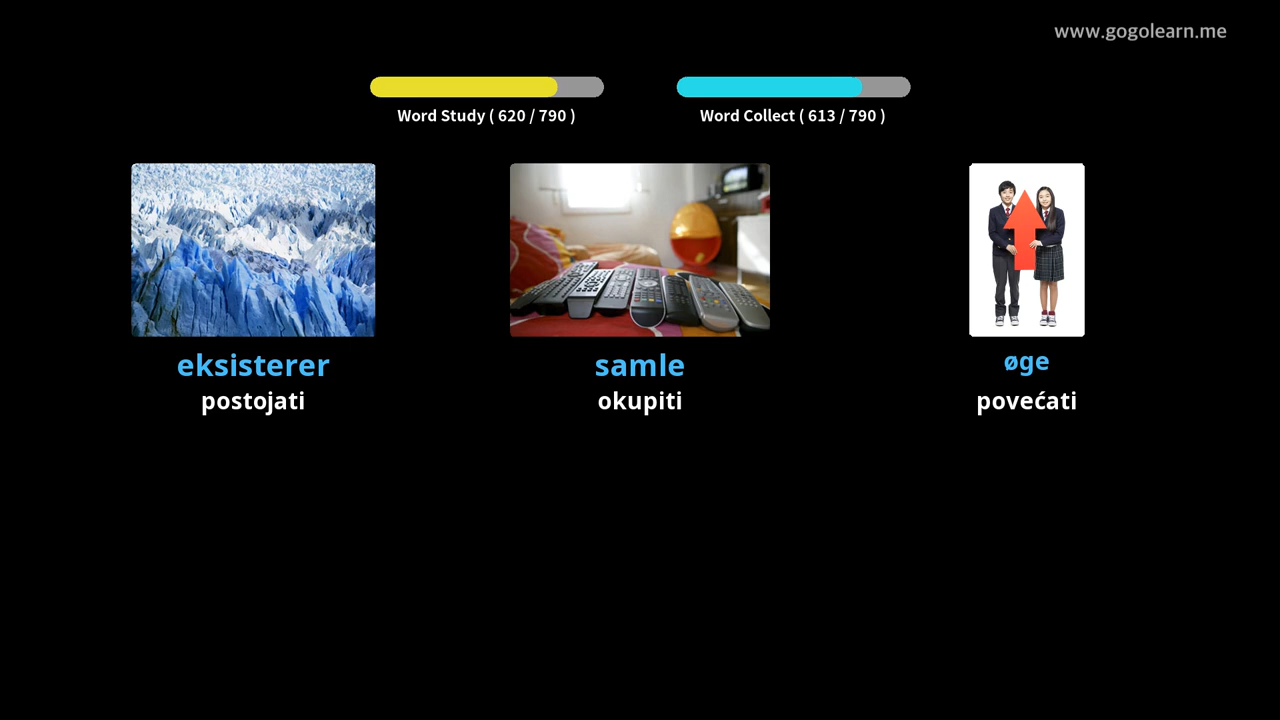 www.gogolearn.me
Word Study ( 620 / 790 )
Word Collect ( 613 / 790 )
eksisterer
samle
øge
postojati
okupiti
povećati